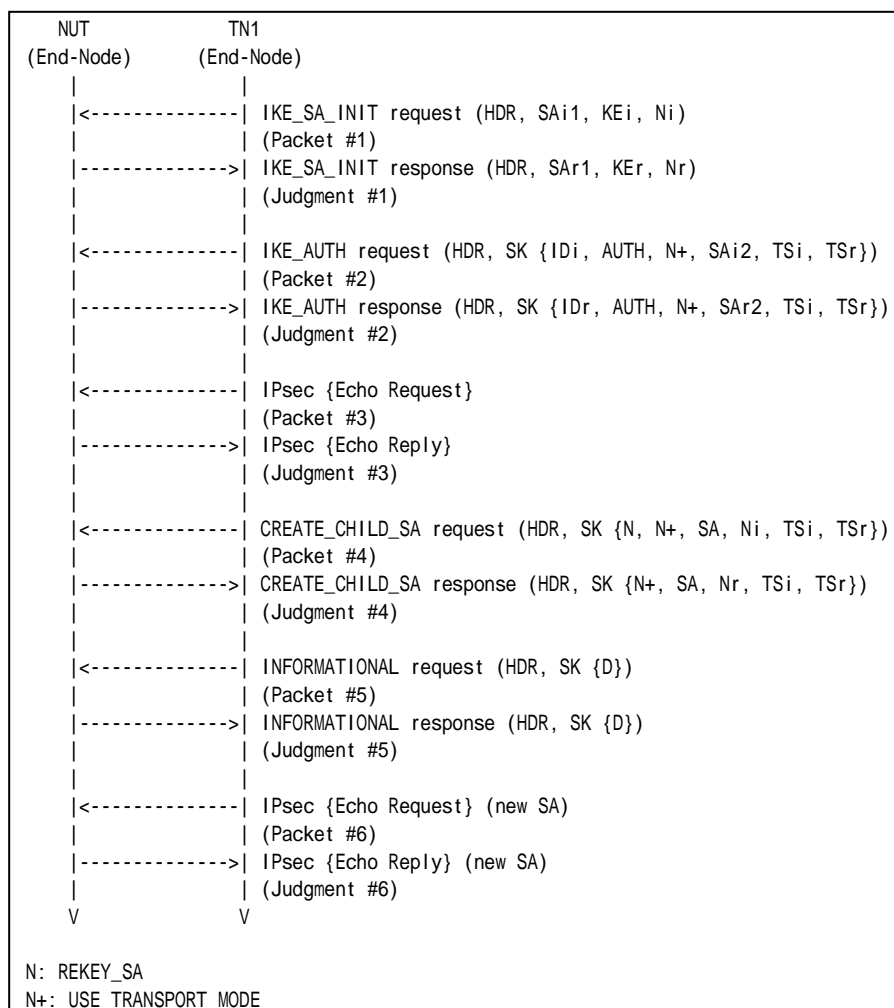 NUT TN1
(End-Node) (End-Node)
| |
|<--------------| IKE_SA_INIT request (HDR, SAi1, KEi, Ni)
| | (Packet #1)
|-------------->| IKE_SA_INIT response (HDR, SAr1, KEr, Nr)
| | (Judgment #1)
| |
|<--------------| IKE_AUTH request (HDR, SK {IDi, AUTH, N+, SAi2, TSi, TSr})
| | (Packet #2)
|-------------->| IKE_AUTH response (HDR, SK {IDr, AUTH, N+, SAr2, TSi, TSr})
| | (Judgment #2)
| |
|<--------------| IPsec {Echo Request}
| | (Packet #3)
|-------------->| IPsec {Echo Reply}
| | (Judgment #3)
| |
|<--------------| CREATE_CHILD_SA request (HDR, SK {N, N+, SA, Ni, TSi, TSr})
| | (Packet #4)
|-------------->| CREATE_CHILD_SA response (HDR, SK {N+, SA, Nr, TSi, TSr})
| | (Judgment #4)
| |
|<--------------| INFORMATIONAL request (HDR, SK {D})
| | (Packet #5)
|-------------->| INFORMATIONAL response (HDR, SK {D})
| | (Judgment #5)
| |
|<--------------| IPsec {Echo Request} (new SA)
| | (Packet #6)
|-------------->| IPsec {Echo Reply} (new SA)
| | (Judgment #6)
V V
N: REKEY_SA
N+: USE_TRANSPORT_MODE